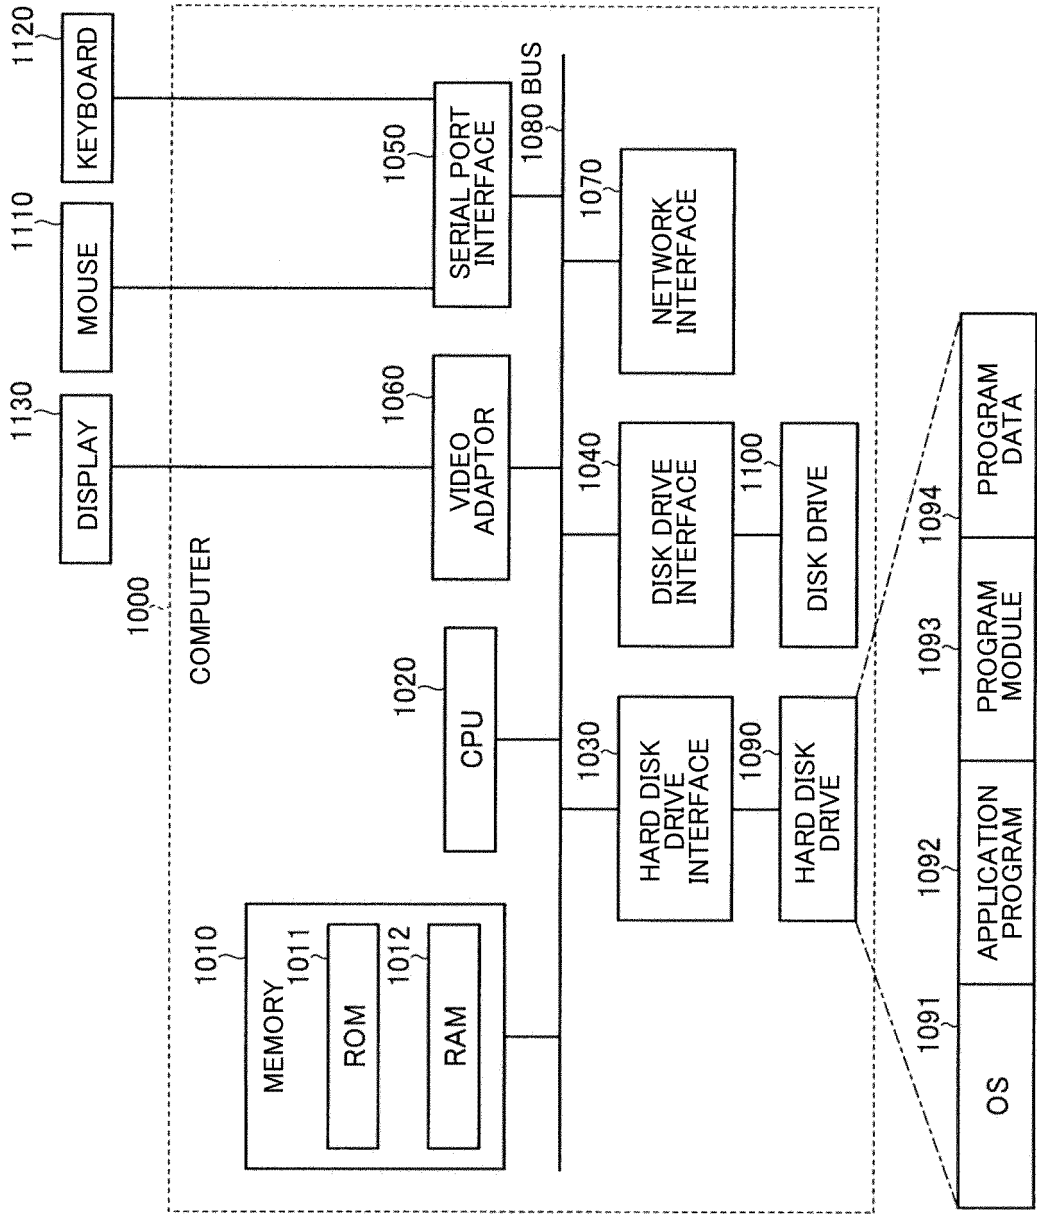 1000
COMPUTER
1010
MEMORY
1011
ROM
1012
RAM
1020
CPU
1130
DISPLAY
1110
MOUSE
1120
KEYBOARD
1060
VIDEO
ADAPTOR
1050
SERIAL PORT
INTERFACE
1080 BUS
1030
HARD DISK
DRIVE
INTERFACE
1040
DISK DRIVE
INTERFACE
1070
NETWORK
INTERFACE
1090
HARD DISK
DRIVE
1100
DISK DRIVE
1091
OS
1092
APPLICATION
PROGRAM
1093
PROGRAM
MODULE
1094
PROGRAM
DATA